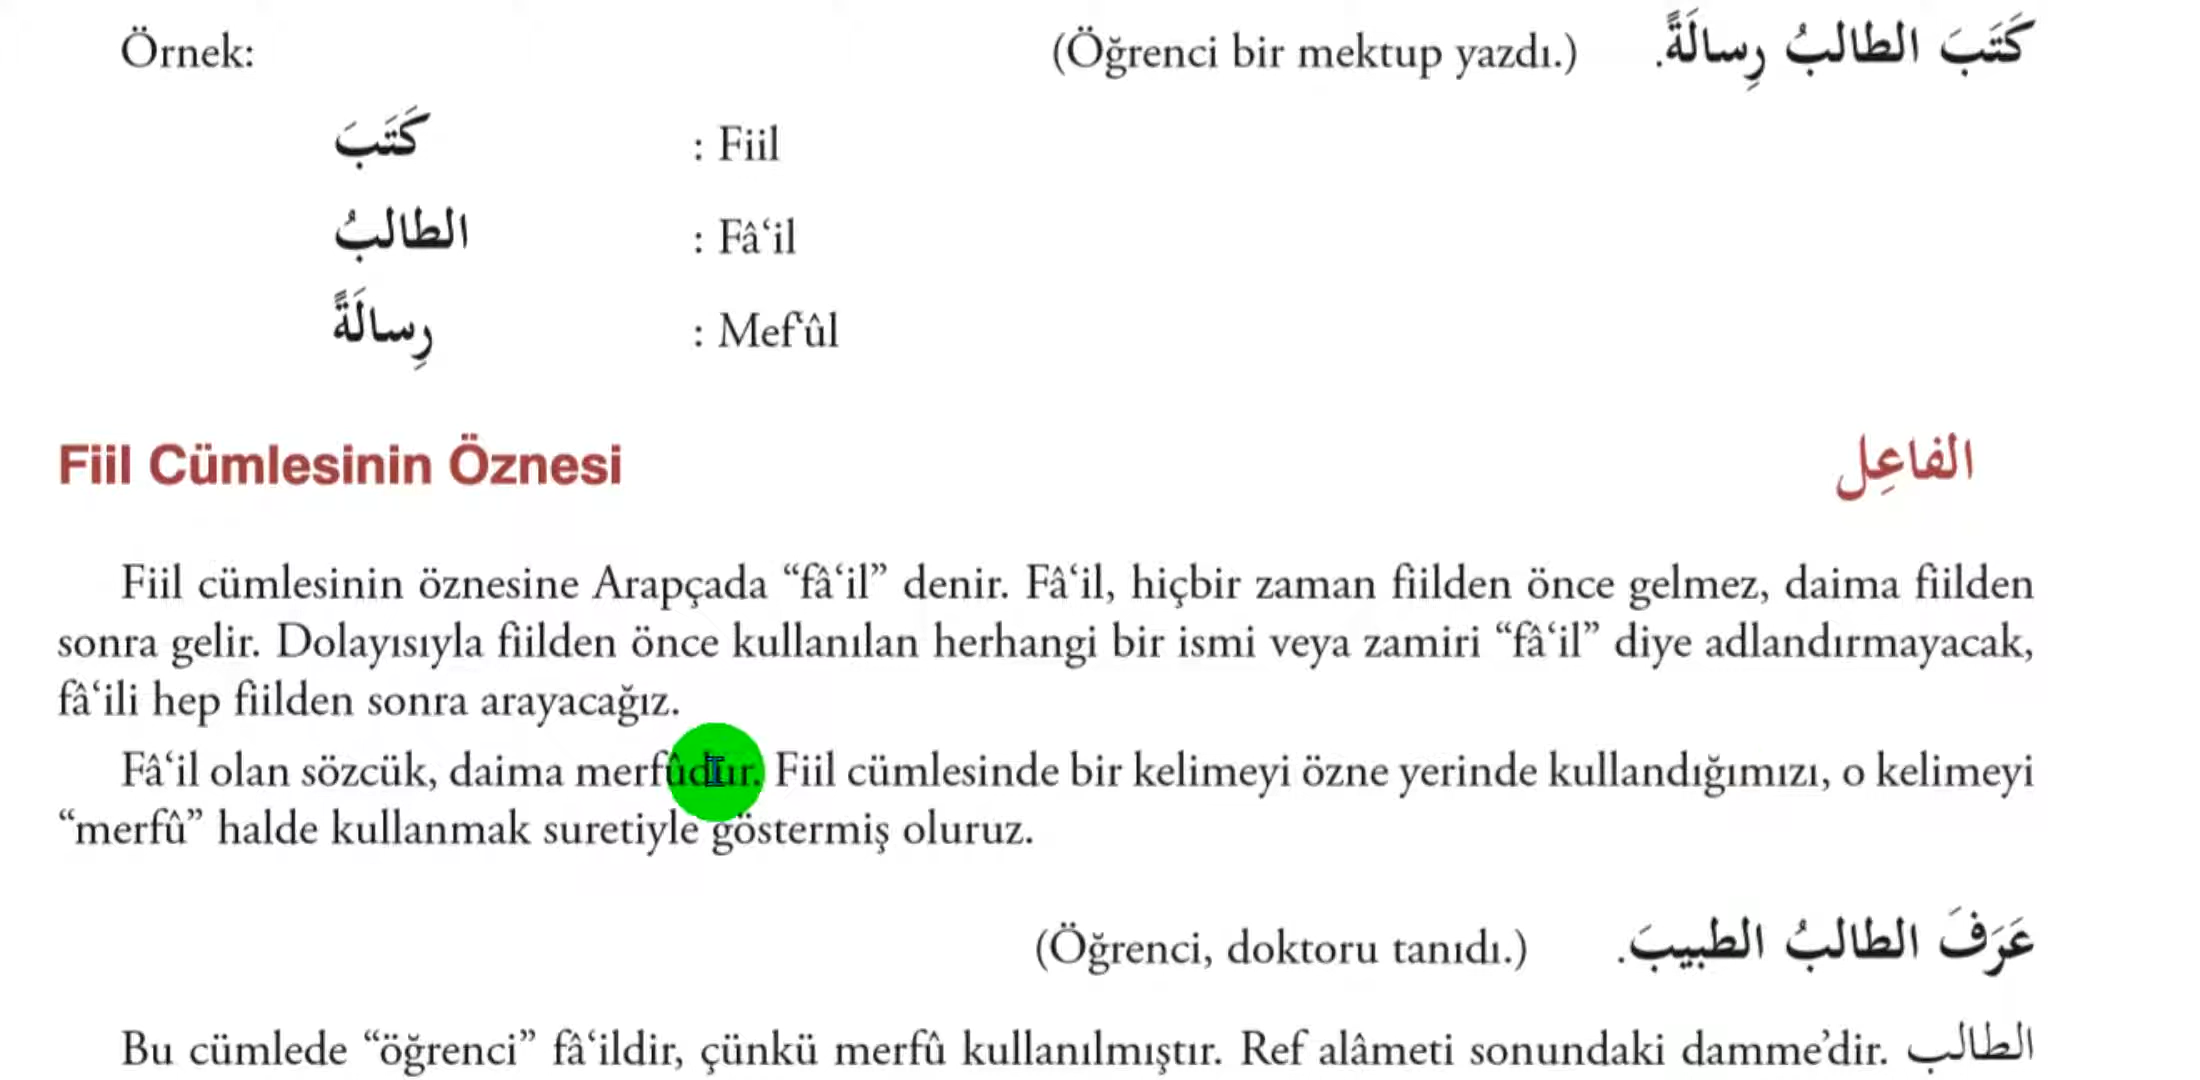 Örnek: (Öğrenci bir mektup yazdı.) كَتَبَ الطالبُ رِسالَةً.
كَتَبَ : Fiil
الطالبُ : Fâ‘il
رِسالَةً : Mef‘ûl
Fiil Cümlesinin Öznesi الفاعِل
Fiil cümlesinin öznesine Arapçada “fâ‘il” denir. Fâ‘il, hiçbir zaman fiilden önce gelmez, daima fiilden
sonra gelir. Dolayısıyla fiilden önce kullanılan herhangi bir ismi veya zamiri “fâ‘il” diye adlandırmayacak,
fâ‘ili hep fiilden sonra arayacağız.
Fâ‘il olan sözcük, daima merfûdur. Fiil cümlesinde bir kelimeyi özne yerinde kullandığımızı, o kelimeyi
“merfû” halde kullanmak suretiyle göstermiş oluruz.
(Öğrenci, doktoru tanıdı.) عَرَفَ الطالبُ الطبيبَ.
Bu cümlede “öğrenci” fâ‘ildir, çünkü merfû kullanılmıştır. Ref alâmeti sonundaki damme’dir. الطالب